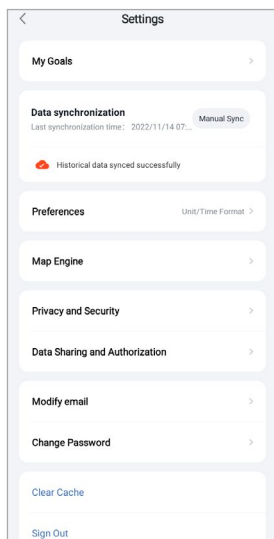 Settings
My Goals
Data synchronization
Last synchronization time: 2022/11/14 07:...
Manual Sync
Historical data synced successfully
Preferences
Unit/Time Format
Map Engine
Privacy and Security
Data Sharing and Authorization
Modify email
Change Password
Clear Cache
Sign Out